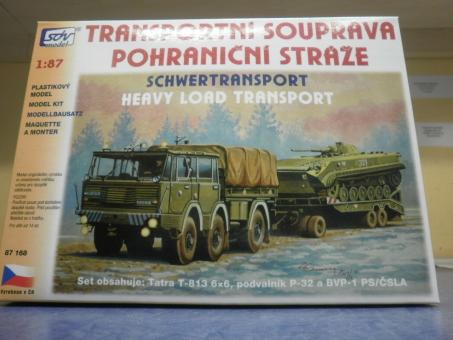 sdv
model
TRANSPORTNÍ SOUPRAVA
POHRANIČNÍ STRÁŽE
1:87
SCHWERTRANSPORT
HEAVY LOAD TRANSPORT
PLASTIKOVÝ
MODEL
MODEL KIT
MODELLBAUSATZ
MAQUETTE
A MONTER
87 168
Vyrobeno v ČR
Set obsahuje: Tatra T-813 6x6, podvalník P-32 a BVP-1 PS/ČSLA